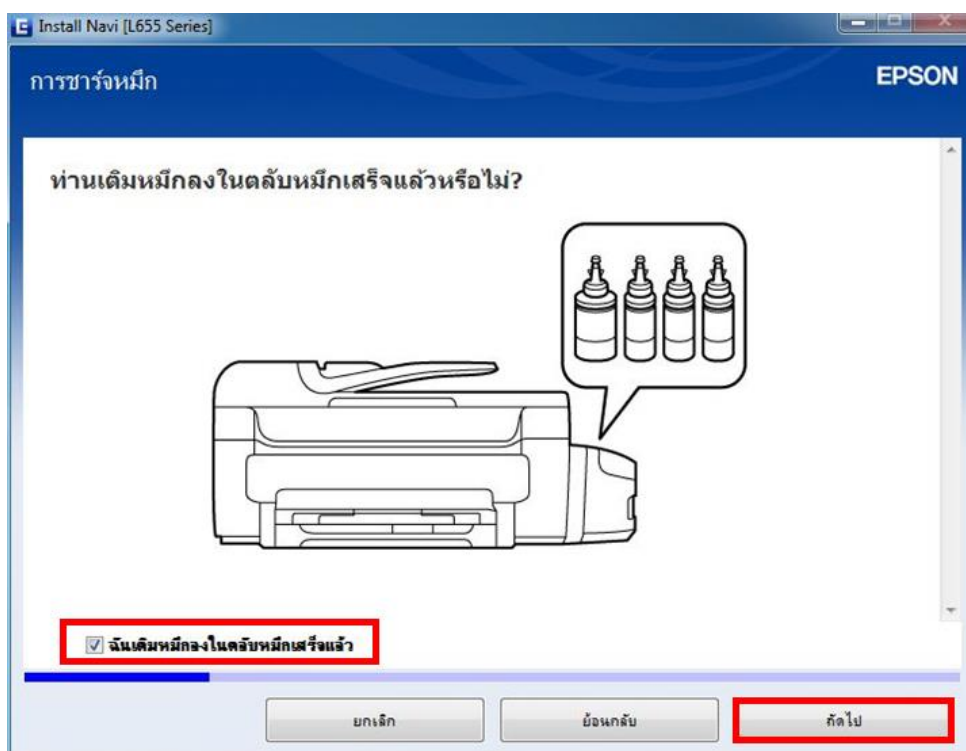 Install Navi [L655 Series]
การชาร์จหมึก
EPSON
ท่านเติมหมึกลงในตลับหมึกเสร็จแล้วหรือไม่?
ฉันเติมหมึกลงในตลับหมึกเสร็จแล้ว
ยกเลิก
ย้อนกลับ
ถัดไป